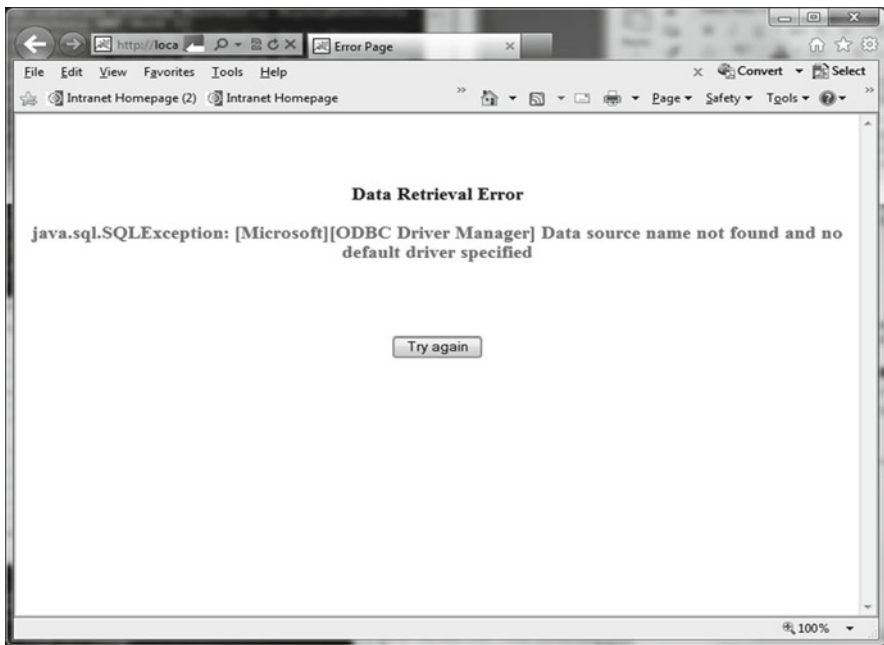 http://loca
Error Page
File Edit View Favorites Tools Help
Convert Select
Intranet Homepage (2) Intranet Homepage
Page Safety Tools
Data Retrieval Error
java.sql.SQLException: [Microsoft][ODBC Driver Manager] Data source name not found and no
default driver specified
Try again
100%